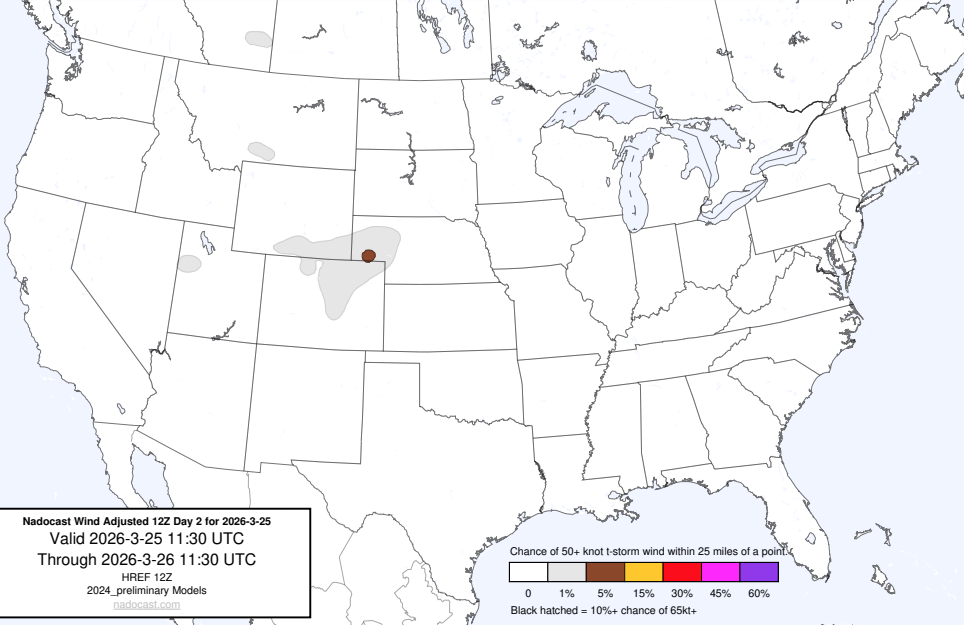 Nadocast Wind Adjusted 12Z Day 2 for 2026-3-25
Valid 2026-3-25 11:30 UTC
Through 2026-3-26 11:30 UTC
HREF 12Z
2024_preliminary Models
nadocast.com
Chance of 50+ knot t-storm wind within 25 miles of a point.
0 1% 5% 15% 30% 45% 60%
Black hatched = 10%+ chance of 65kt+